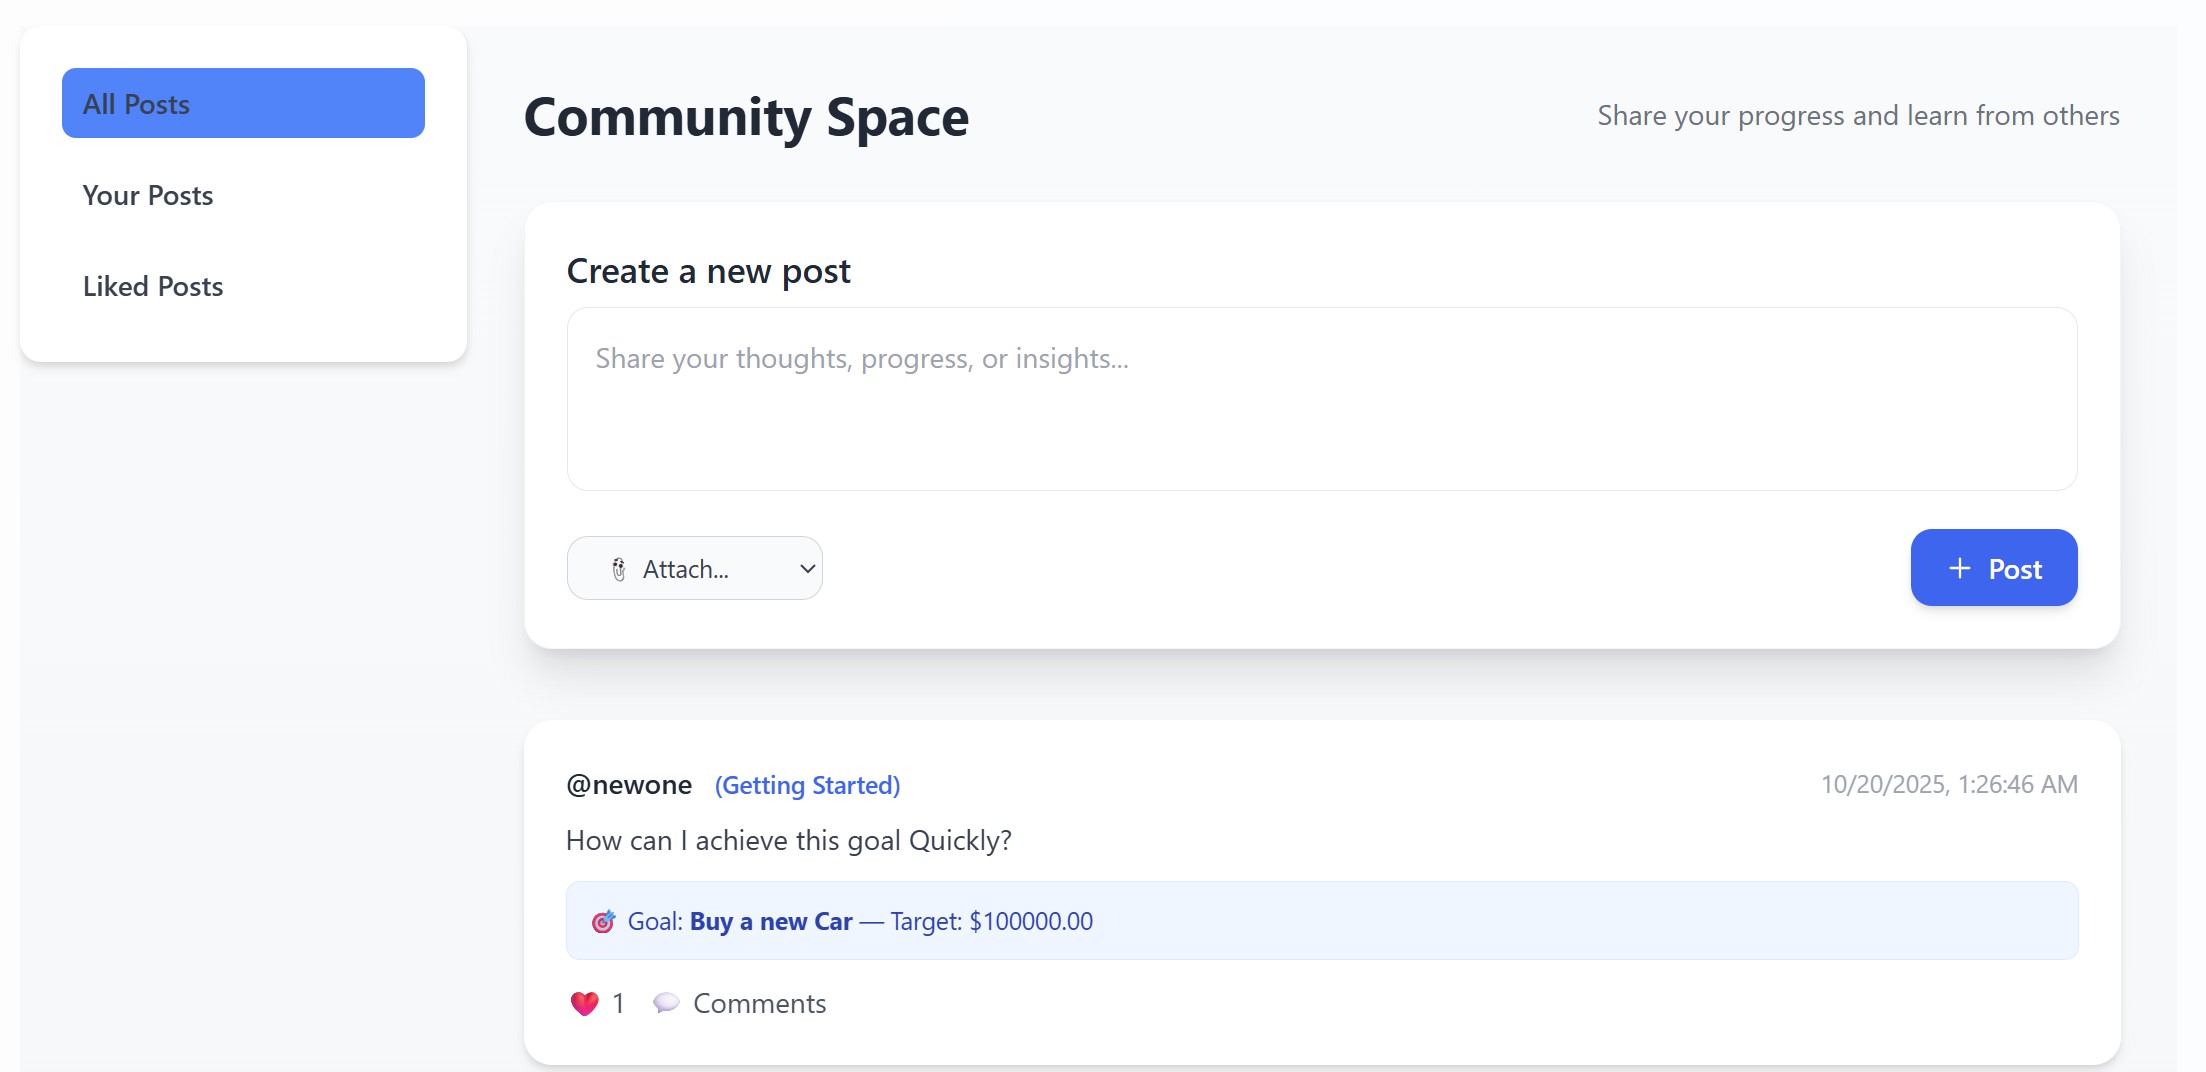 All Posts
Your Posts
Liked Posts
Community Space
Share your progress and learn from others
Create a new post
Share your thoughts, progress, or insights...
Attach...
+ Post
@newone (Getting Started) 10/20/2025, 1:26:46 AM
How can I achieve this goal Quickly?
Goal: Buy a new Car — Target: $100000.00
1 Comments